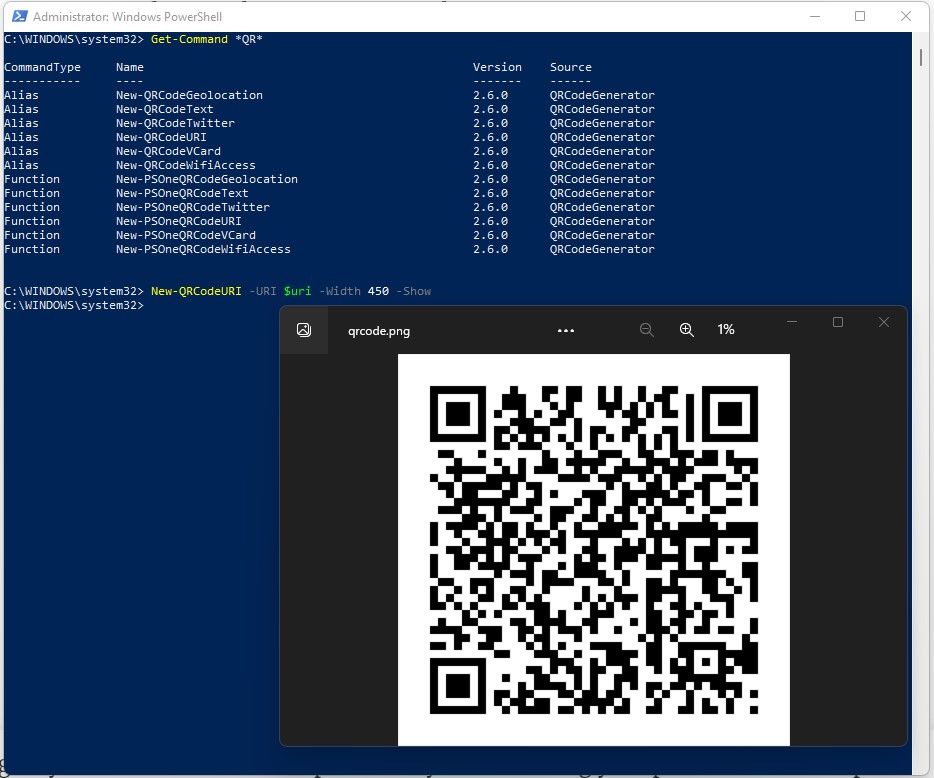 Administrator: Windows PowerShell
C:\WINDOWS\system32> Get-Command *QR*
CommandType Name Version Source
----------- ---- ------- ------
Alias New-QRCodeGeolocation 2.6.0 QRCodeGenerator
Alias New-QRCodeText 2.6.0 QRCodeGenerator
Alias New-QRCodeTwitter 2.6.0 QRCodeGenerator
Alias New-QRCodeURI 2.6.0 QRCodeGenerator
Alias New-QRCodeVCard 2.6.0 QRCodeGenerator
Alias New-QRCodeWifiAccess 2.6.0 QRCodeGenerator
Function New-PSOneQRCodeGeolocation 2.6.0 QRCodeGenerator
Function New-PSOneQRCodeText 2.6.0 QRCodeGenerator
Function New-PSOneQRCodeTwitter 2.6.0 QRCodeGenerator
Function New-PSOneQRCodeURI 2.6.0 QRCodeGenerator
Function New-PSOneQRCodeVCard 2.6.0 QRCodeGenerator
Function New-PSOneQRCodeWifiAccess 2.6.0 QRCodeGenerator
C:\WINDOWS\system32> New-QRCodeURI -URI $uri -Width 450 -Show
C:\WINDOWS\system32>
qrcode.png ••• 1%